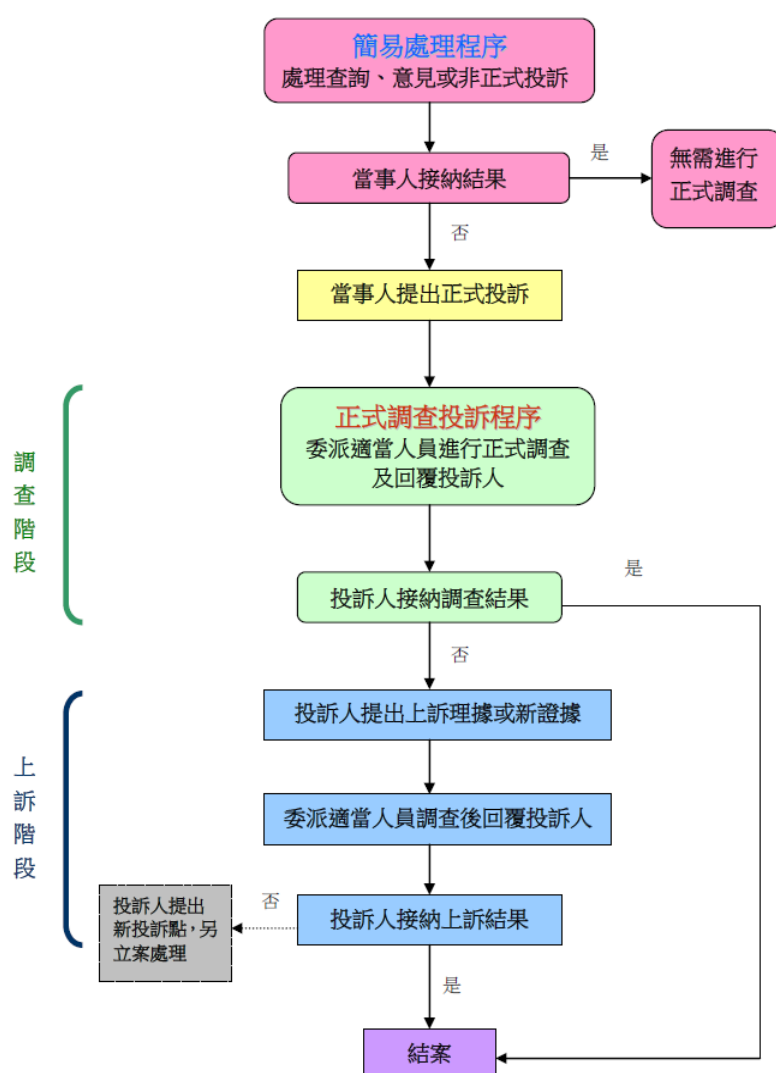 簡易處理程序
處理查詢、意見或非正式投訴
是
當事人接納結果
無需進行
正式調查
否
當事人提出正式投訴
調查階段
正式調查投訴程序
委派適當人員進行正式調查
及回覆投訴人
是
投訴人接納調查結果
否
上訴階段
投訴人提出上訴理據或新證據
委派適當人員調查後回覆投訴人
否
投訴人提出
新投訴點，另
立案處理
投訴人接納上訴結果
是
結案